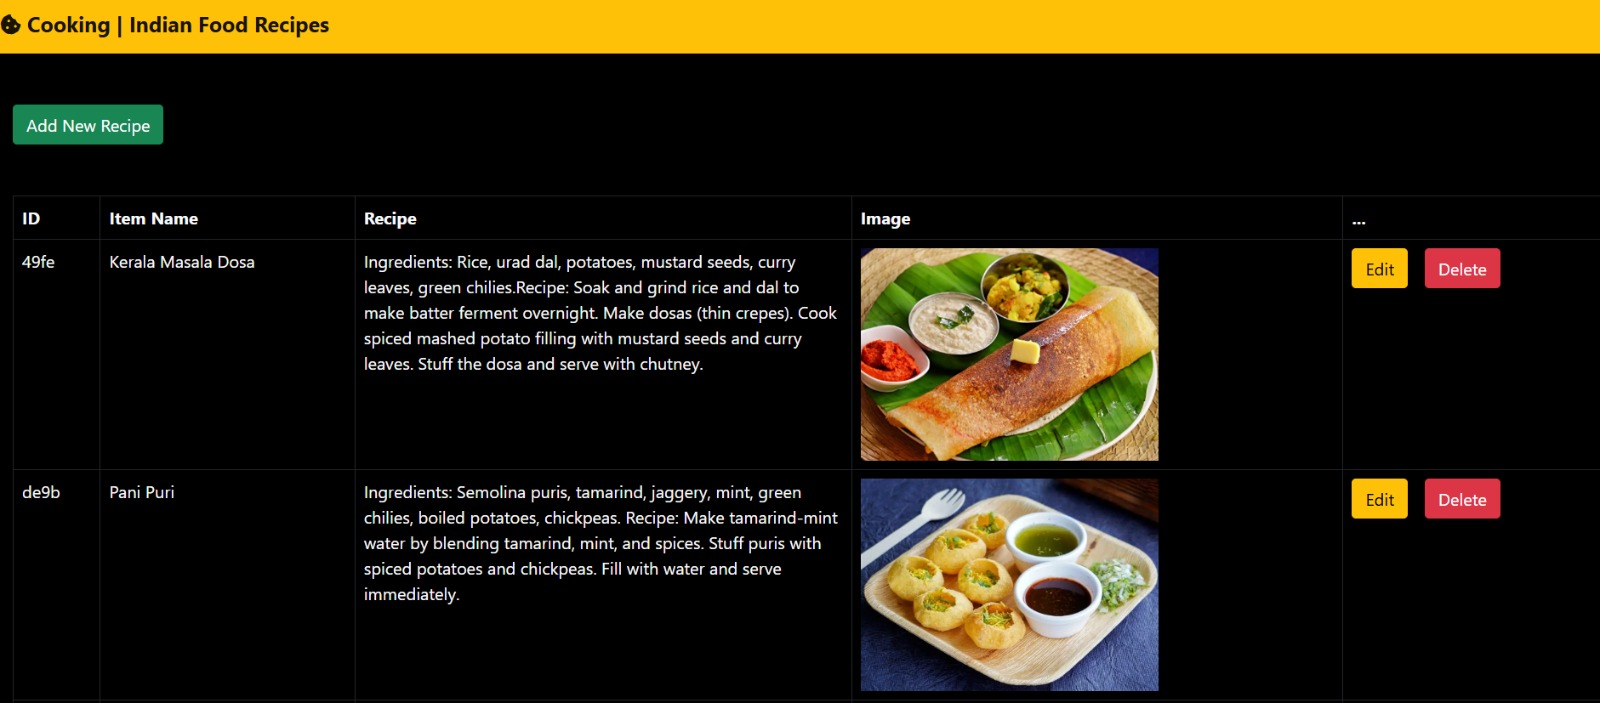 Cooking | Indian Food Recipes
Add New Recipe
ID Item Name Recipe Image ...
49fe Kerala Masala Dosa Ingredients: Rice, urad dal, potatoes, mustard seeds, curry
leaves, green chilies.Recipe: Soak and grind rice and dal to
make batter ferment overnight. Make dosas (thin crepes). Cook
spiced mashed potato filling with mustard seeds and curry
leaves. Stuff the dosa and serve with chutney.
Edit Delete
de9b Pani Puri Ingredients: Semolina puris, tamarind, jaggery, mint, green
chilies, boiled potatoes, chickpeas. Recipe: Make tamarind-mint
water by blending tamarind, mint, and spices. Stuff puris with
spiced potatoes and chickpeas. Fill with water and serve
immediately.
Edit Delete